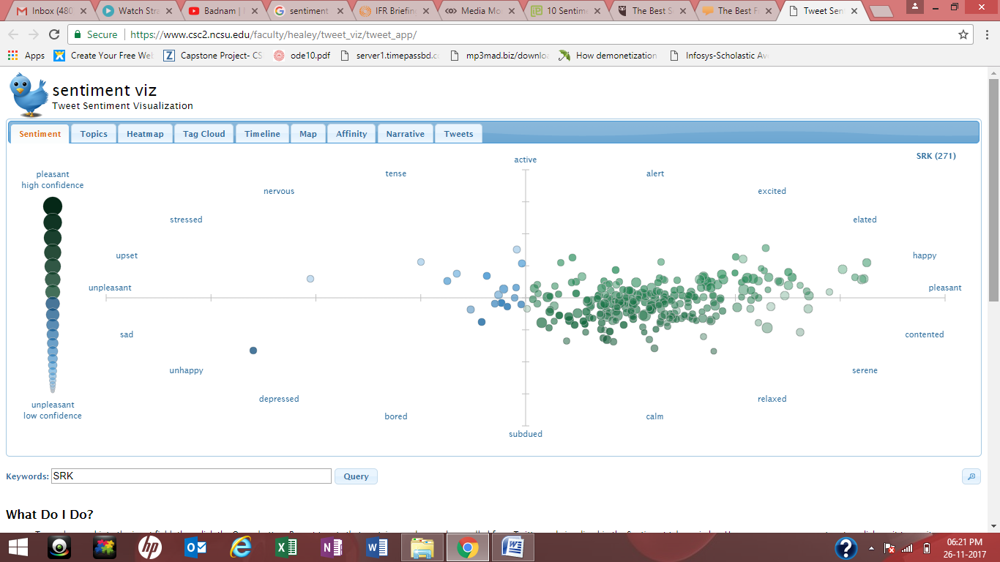 Inbox (480
Watch Stra
Badnam |
sentiment
IFR Briefin
Media Mo
10 Sentim
The Best S
The Best F
Tweet Sen
Secure
https://www.csc2.ncsu.edu/faculty/healey/tweet_viz/tweet_app/
Apps
Create Your Free Web
Capstone Project- CS
ode10.pdf
server1.timepassbd.c
mp3mad.biz/downlo
How demonetization
Infosys-Scholastic Av
sentiment viz
Tweet Sentiment Visualization
Sentiment
Topics
Heatmap
Tag Cloud
Timeline
Map
Affinity
Narrative
Tweets
SRK (271)
active
tense
alert
pleasant
high confidence
nervous
excited
stressed
elated
upset
happy
unpleasant
pleasant
sad
contented
unhappy
serene
depressed
relaxed
unpleasant
low confidence
bored
calm
subdued
Keywords:
SRK
Query
What Do I Do?
06:21 PM
26-11-2017